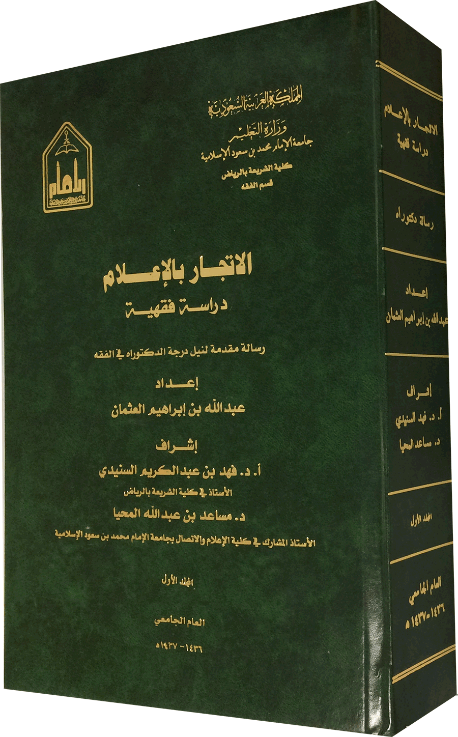 المملكة العربية السعودية
وزارة التعليم
جامعة الإمام محمد بن سعود الإسلامية
كلية الشريعة بالرياض
قسم الفقه
الاتجار بالإعلام
دراسة فقهية
رسالة مقدمة لنيل درجة الدكتوراه في الفقه
إعداد
عبدالله بن إبراهيم العثمان
إشراف
أ. د. فهد بن عبدالكريم السنيدي
الأستاذ في كلية الشريعة بالرياض
د. مساعد بن عبدالله المحيا
الأستاذ المشارك في كلية الإعلام والاتصال بجامعة الإمام محمد بن سعود الإسلامية
المجلد الأول
العام الجامعي
١٤٣٦-١٩٣٧هـ
الاتجار بالإعلام
دراسة فقهية
رسالة دكتوراه
إعداد
عبدالله بن إبراهيم العثمان
إشراف
أ. د. فهد السنيدي
د. مساعد المحيا
المجلد الأول
العام الجامعي
١٤٣٦-١٤٣٧هـ